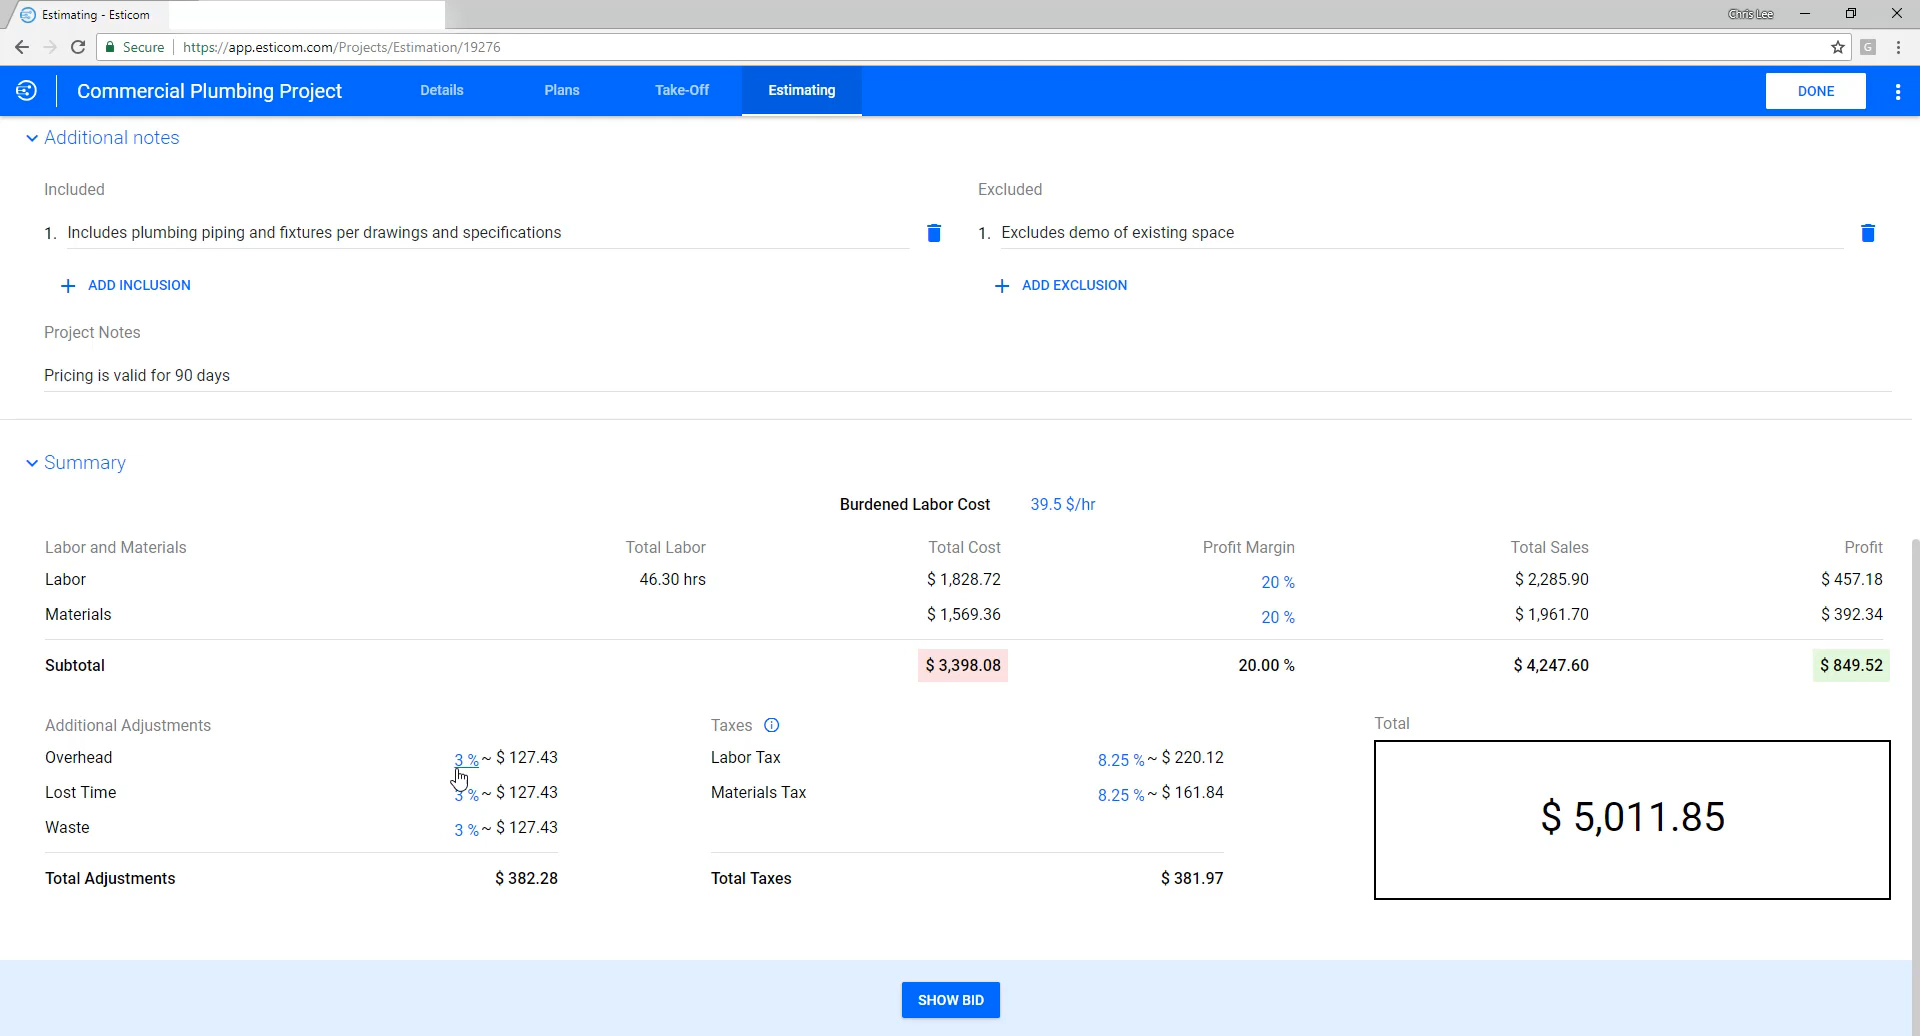 Estimating - Esticom
Chris Lee
Secure https://app.esticom.com/Projects/Estimation/19276
G
Commercial Plumbing Project Details Plans Take-Off Estimating DONE
Additional notes
Included Excluded
1. Includes plumbing piping and fixtures per drawings and specifications 1. Excludes demo of existing space
+ ADD INCLUSION + ADD EXCLUSION
Project Notes
Pricing is valid for 90 days
Summary
Burdened Labor Cost 39.5 $/hr
Labor and Materials Total Labor Total Cost Profit Margin Total Sales Profit
Labor 46.30 hrs $ 1,828.72 20 % $ 2,285.90 $ 457.18
Materials $ 1,569.36 20 % $ 1,961.70 $ 392.34
Subtotal $ 3,398.08 20.00 % $ 4,247.60 $ 849.52
Additional Adjustments Taxes Total
Overhead 3 % ~ $ 127.43 Labor Tax 8.25 % ~ $ 220.12
Lost Time 3 % ~ $ 127.43 Materials Tax 8.25 % ~ $ 161.84
$ 5,011.85
Waste 3 % ~ $ 127.43
Total Adjustments $ 382.28 Total Taxes $ 381.97
SHOW BID